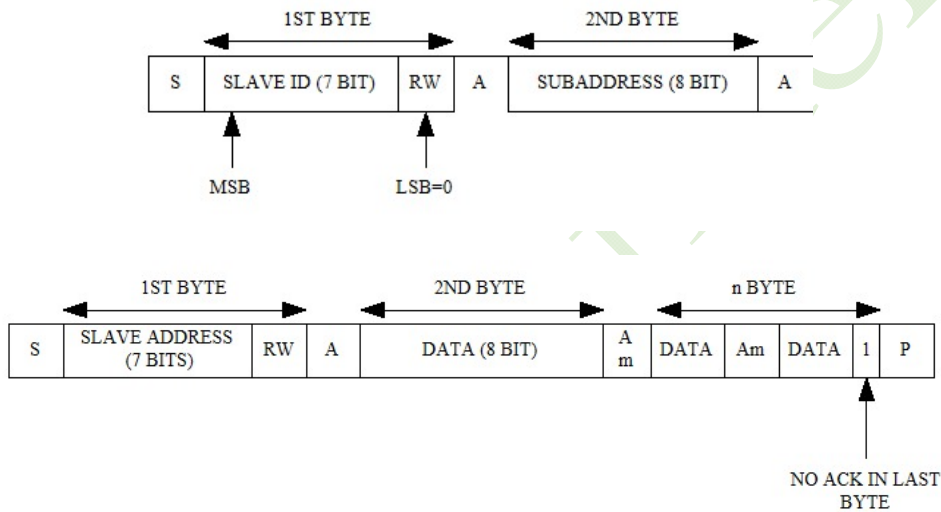 1ST BYTE 2ND BYTE
S SLAVE ID (7 BIT) RW A SUBADDRESS (8 BIT) A
MSB LSB=0
1ST BYTE 2ND BYTE n BYTE
S SLAVE ADDRESS (7 BITS) RW A DATA (8 BIT) A m DATA Am DATA 1 P
NO ACK IN LAST
BYTE